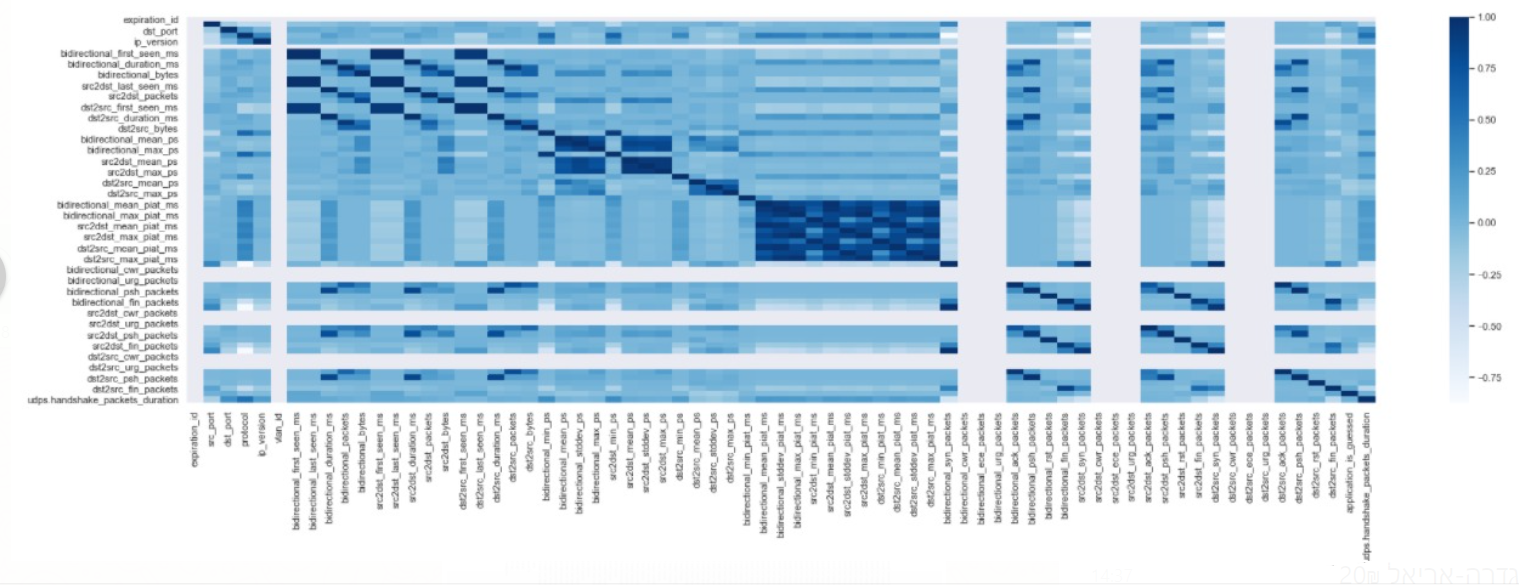 expiration_id
dst_port
ip_version
bidirectional_first_seen_ms
bidirectional_duration_ms
bidirectional_bytes
src2dst_last_seen_ms
src2dst_packets
dst2src_first_seen_ms
dst2src_duration_ms
dst2src_bytes
bidirectional_mean_ps
bidirectional_max_ps
src2dst_mean_ps
src2dst_max_ps
dst2src_mean_ps
dst2src_max_ps
bidirectional_mean_piat_ms
bidirectional_max_piat_ms
src2dst_mean_piat_ms
src2dst_max_piat_ms
dst2src_mean_piat_ms
dst2src_max_piat_ms
bidirectional_cwr_packets
bidirectional_urg_packets
bidirectional_psh_packets
bidirectional_fin_packets
src2dst_cwr_packets
src2dst_urg_packets
src2dst_psh_packets
src2dst_fin_packets
dst2src_cwr_packets
dst2src_urg_packets
dst2src_psh_packets
dst2src_fin_packets
udps.handshake_packets_duration
expiration_id
src_port
dst_port
protocol
ip_version
vlan_id
bidirectional_first_seen_ms
bidirectional_last_seen_ms
bidirectional_duration_ms
bidirectional_packets
bidirectional_bytes
src2dst_first_seen_ms
src2dst_last_seen_ms
src2dst_duration_ms
src2dst_packets
src2dst_bytes
dst2src_first_seen_ms
dst2src_last_seen_ms
dst2src_duration_ms
dst2src_packets
dst2src_bytes
bidirectional_min_ps
bidirectional_mean_ps
bidirectional_stddev_ps
bidirectional_max_ps
src2dst_min_ps
src2dst_mean_ps
src2dst_stddev_ps
src2dst_max_ps
dst2src_min_ps
dst2src_mean_ps
dst2src_stddev_ps
dst2src_max_ps
bidirectional_min_piat_ms
bidirectional_mean_piat_ms
bidirectional_stddev_piat_ms
bidirectional_max_piat_ms
src2dst_min_piat_ms
src2dst_mean_piat_ms
src2dst_stddev_piat_ms
src2dst_max_piat_ms
dst2src_min_piat_ms
dst2src_mean_piat_ms
dst2src_stddev_piat_ms
dst2src_max_piat_ms
bidirectional_syn_packets
bidirectional_cwr_packets
bidirectional_ece_packets
bidirectional_urg_packets
bidirectional_ack_packets
bidirectional_psh_packets
bidirectional_rst_packets
bidirectional_fin_packets
src2dst_syn_packets
src2dst_cwr_packets
src2dst_ece_packets
src2dst_urg_packets
src2dst_ack_packets
src2dst_psh_packets
src2dst_rst_packets
src2dst_fin_packets
dst2src_syn_packets
dst2src_cwr_packets
dst2src_ece_packets
dst2src_urg_packets
dst2src_ack_packets
dst2src_psh_packets
dst2src_rst_packets
dst2src_fin_packets
application_is_guessed
udps.handshake_packets_duration
1.00
0.75
0.50
0.25
0.00
-0.25
-0.50
-0.75